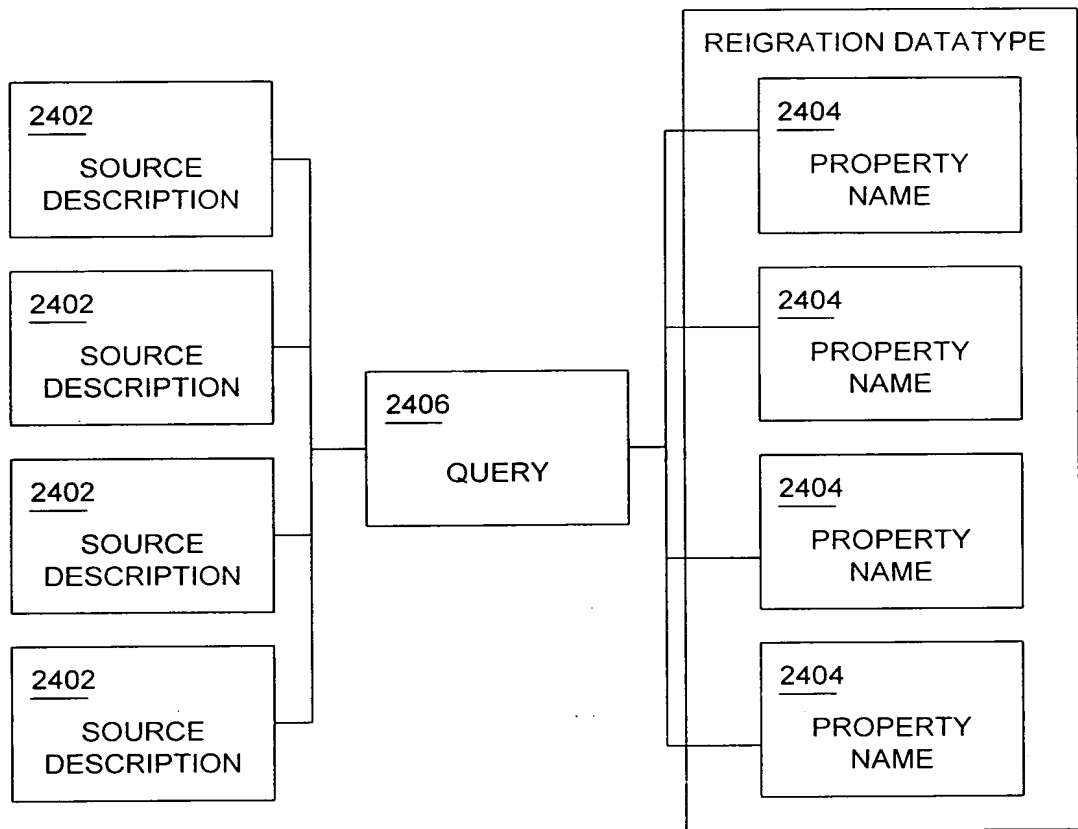 REIGRATION DATATYPE
2402
SOURCE
DESCRIPTION
2402
SOURCE
DESCRIPTION
2402
SOURCE
DESCRIPTION
2402
SOURCE
DESCRIPTION
2406
QUERY
2404
PROPERTY
NAME
2404
PROPERTY
NAME
2404
PROPERTY
NAME
2404
PROPERTY
NAME